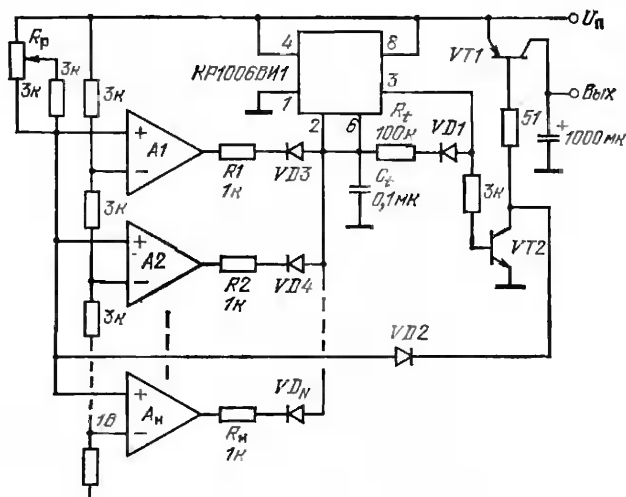 Uп
Rр
3к
3к
3к
4
8
КР1006ВИ1
1
3
2
6
VT1
Вых
51
+
1000мк
+
A1
−
R1
1к
VD3
Rt
100к
VD1
Ct
0,1мк
3к
VT2
3к
+
A2
−
R2
1к
VD4
3к
VD2
+
1В
Aн
−
Rн
1к
VDN